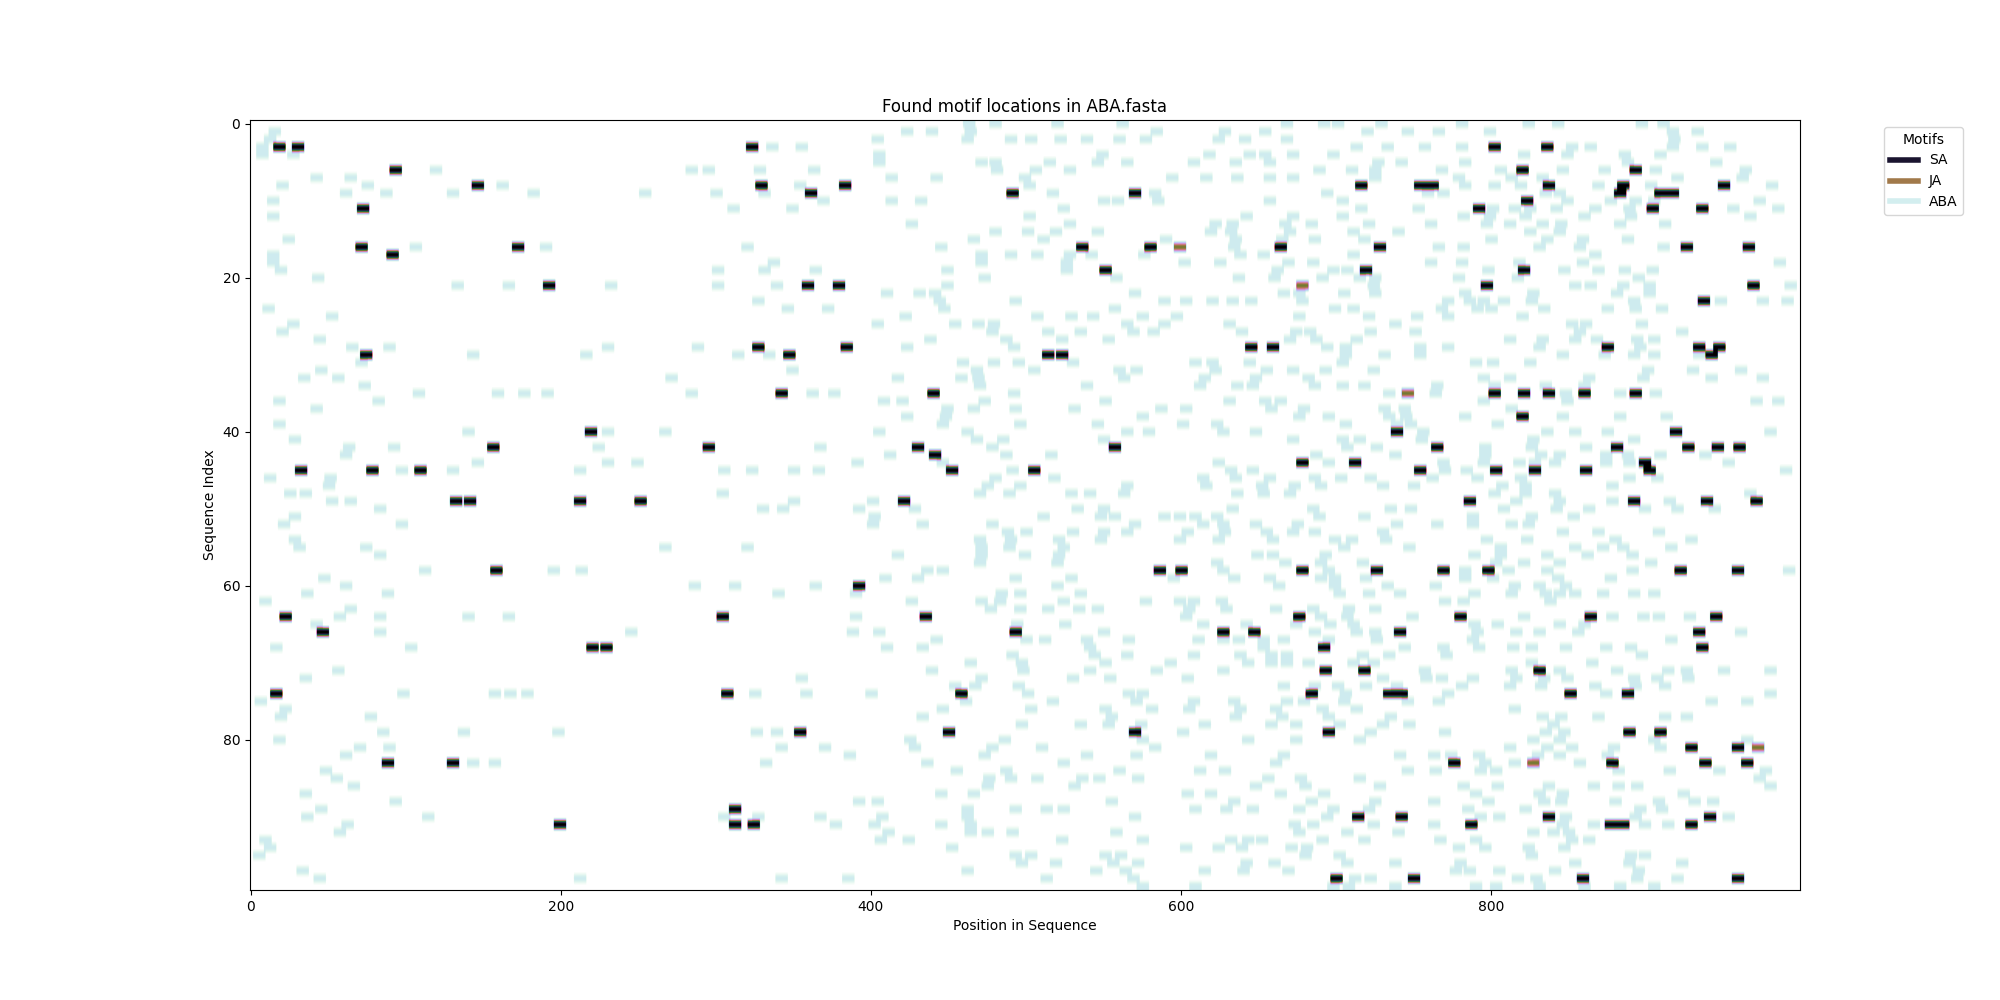 Found motif locations in ABA.fasta
Motifs
SA
JA
ABA
0
20
40
60
80
Sequence Index
0
200
400
600
800
Position in Sequence